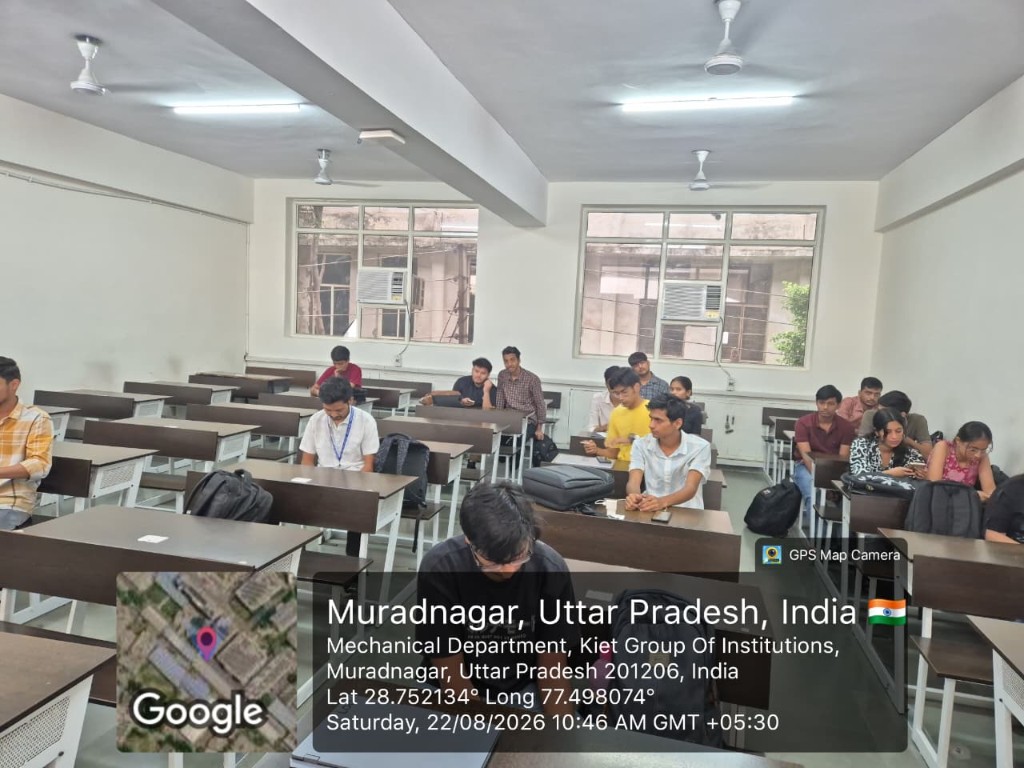 GPS Map Camera
Muradnagar, Uttar Pradesh, India
Mechanical Department, Kiet Group Of Institutions,
Muradnagar, Uttar Pradesh 201206, India
Lat 28.752134° Long 77.498074°
Saturday, 22/08/2026 10:46 AM GMT +05:30
Google